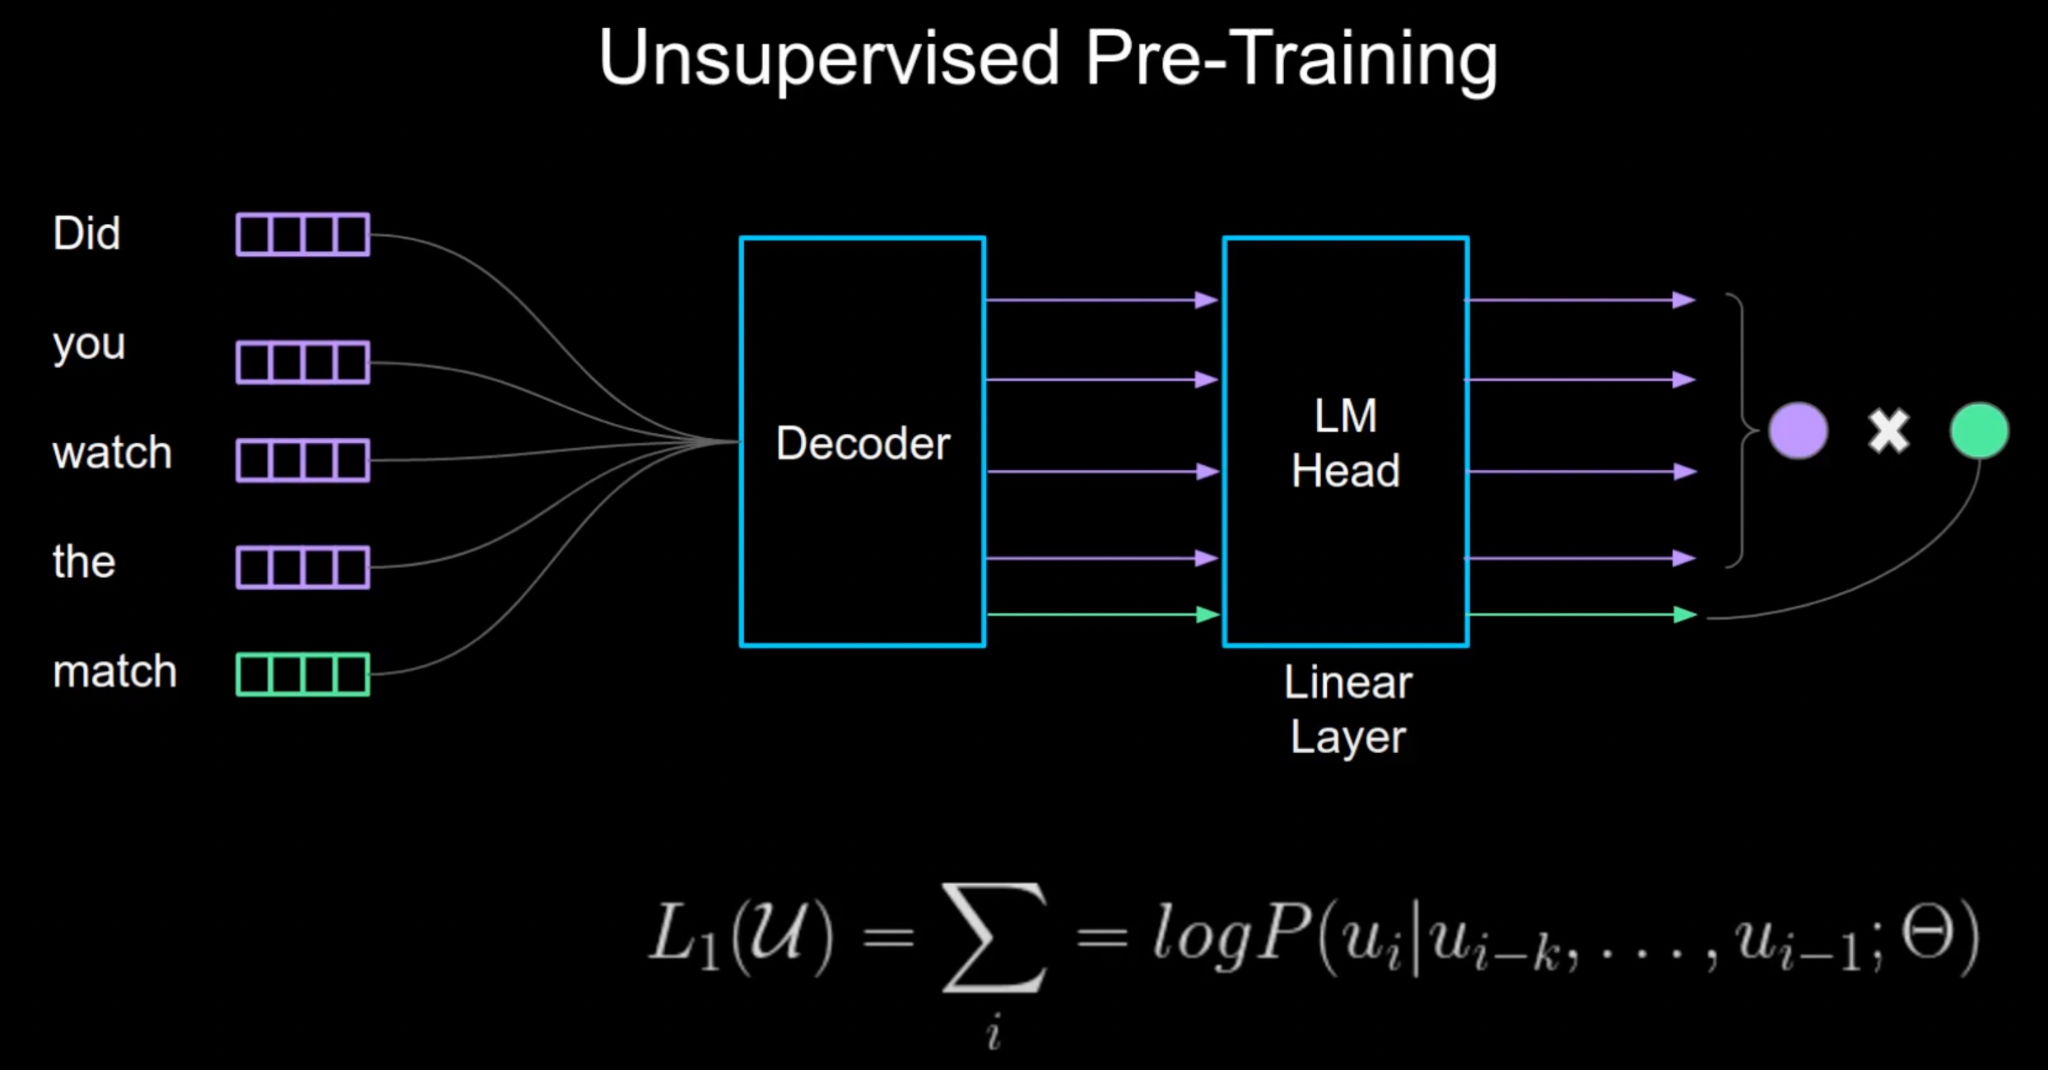 Unsupervised Pre-Training
Did
you
watch
the
match
Decoder
LM
Head
Linear
Layer
L₁(𝒰) = ∑ᵢ = logP(uᵢ|uᵢ₋ₖ, . . . , uᵢ₋₁; Θ)